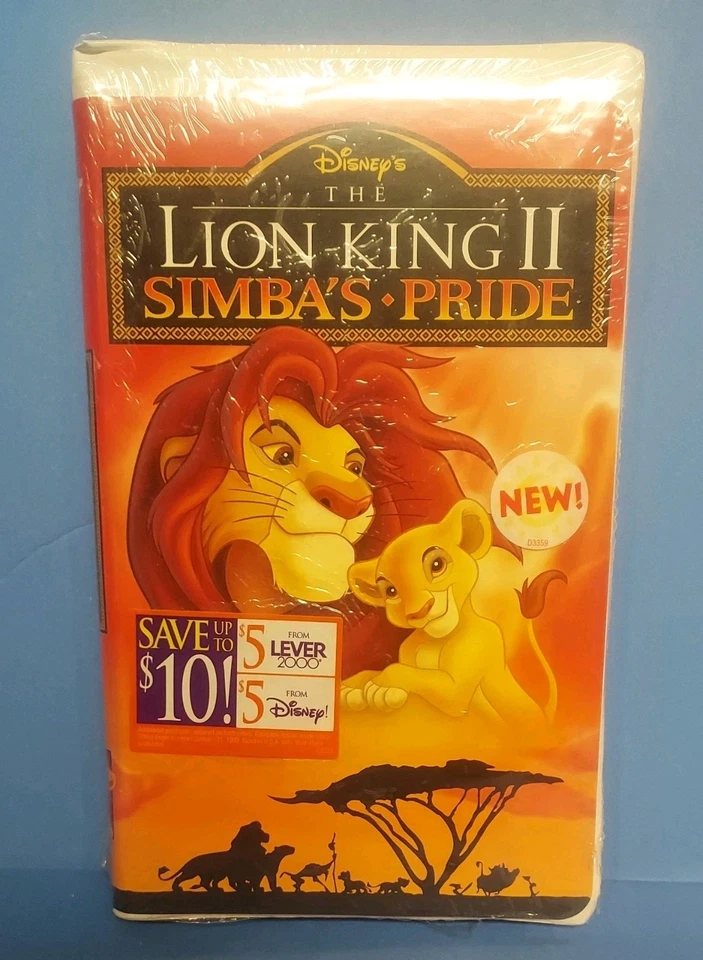 Disney's
THE
LION KING II
SIMBA'S • PRIDE
NEW!
D3359
SAVE UP TO $10!
$5 FROM LEVER 2000®
$5 FROM Disney!